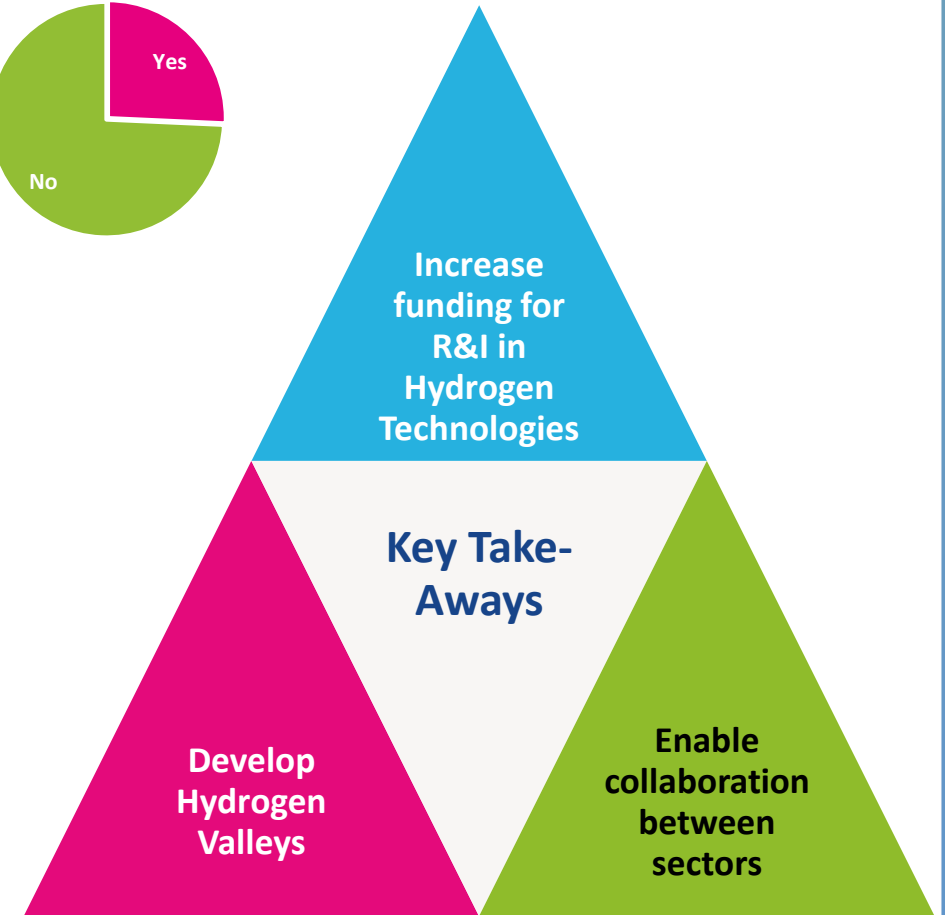 Yes
No
Increase
funding for
R&I in
Hydrogen
Technologies
Key Take-
Aways
Develop
Hydrogen
Valleys
Enable
collaboration
between
sectors